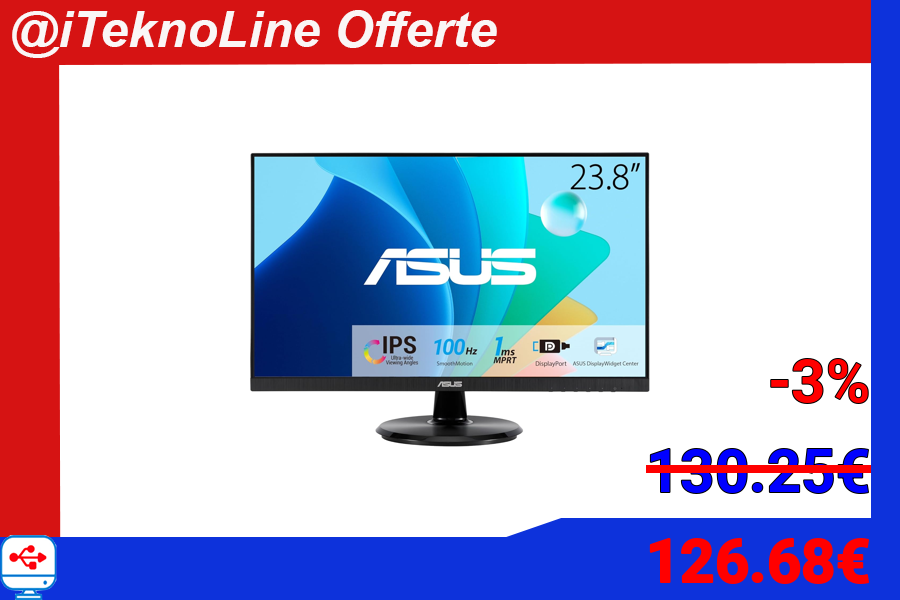 @iTeknoLine Offerte
23.8”
ASUS
IPS
Ultra-wide
Viewing Angles
100Hz
SmoothMotion
1ms
MPRT
DisplayPort
ASUS DisplayWidget Center
ASUS
-3%
130.25€
126.68€